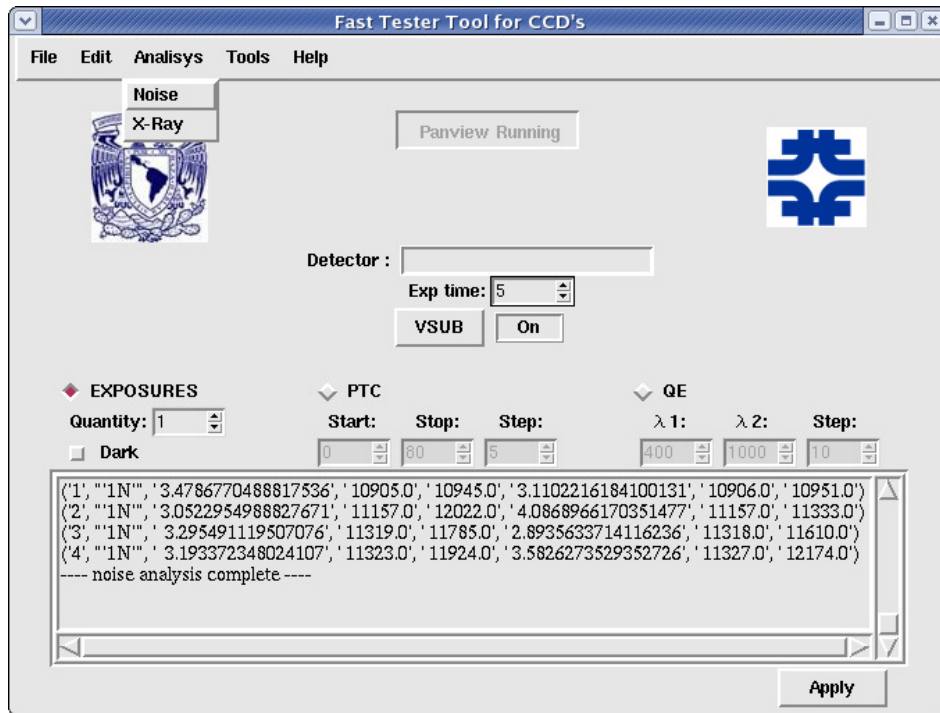 Fast Tester Tool for CCD's
File Edit Analisys Tools Help
Noise
X-Ray
Panview Running
Detector :
Exp time: 5
VSUB On
EXPOSURES PTC QE
Quantity: 1 Start: Stop: Step: λ 1: λ 2: Step:
Dark 0 80 5 400 1000 10
('1', "'1N'", ' 3.4786770488817536', ' 10905.0', ' 10945.0', ' 3.1102216184100131', ' 10906.0', ' 10951.0')
('2', "'1N'", ' 3.0522954988827671', ' 11157.0', ' 12022.0', ' 4.0868966170351477', ' 11157.0', ' 11333.0')
('3', "'1N'", ' 3.295491119507076', ' 11319.0', ' 11785.0', ' 2.8935633714116236', ' 11318.0', ' 11610.0')
('4', "'1N'", ' 3.193372348024107', ' 11323.0', ' 11924.0', ' 3.5826273529352726', ' 11327.0', ' 12174.0')
---- noise analysis complete ----
Apply